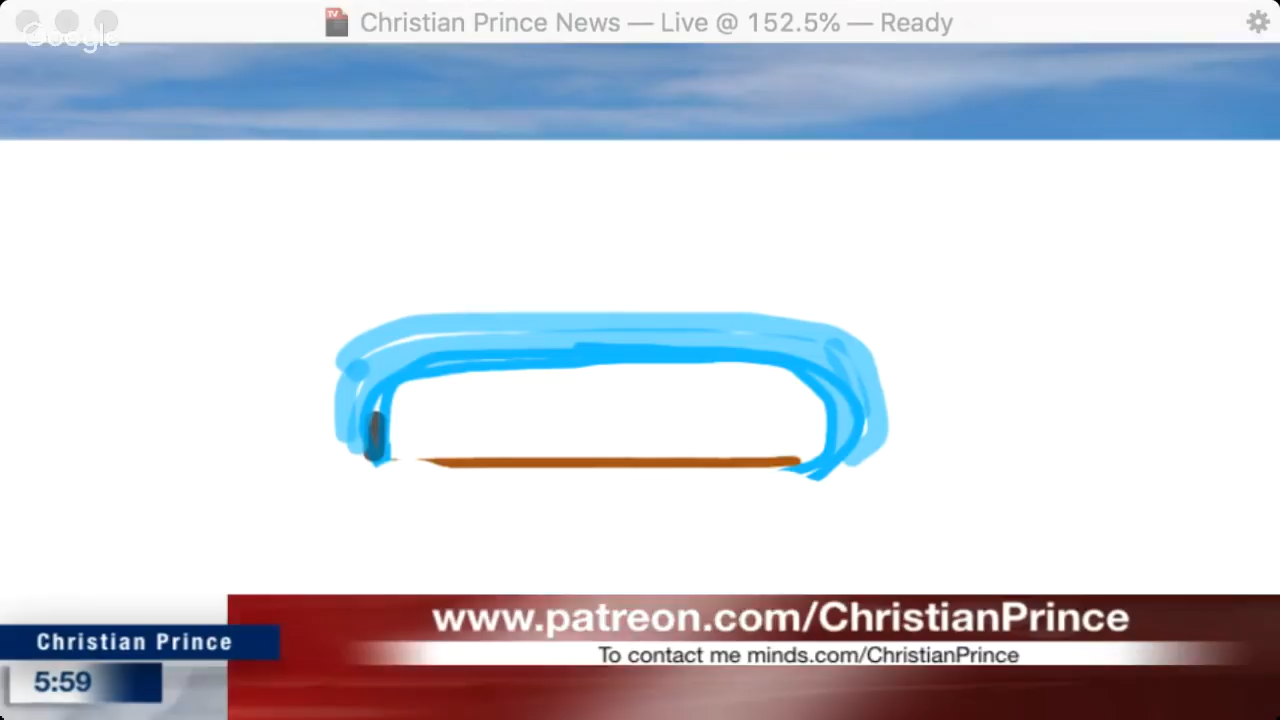 Christian Prince News — Live @ 152.5% — Ready
Google
www.patreon.com/ChristianPrince
To contact me minds.com/ChristianPrince
Christian Prince
5:59